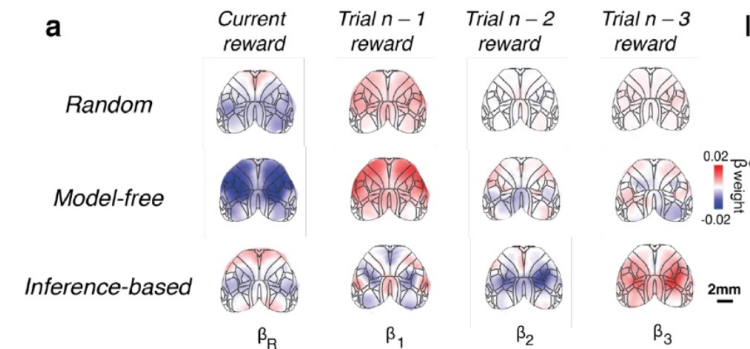 a
Current Trial n − 1 Trial n − 2 Trial n − 3
reward reward reward reward
Random
Model-free
Inference-based
0.02
-0.02
β weight
2mm
βR β1 β2 β3